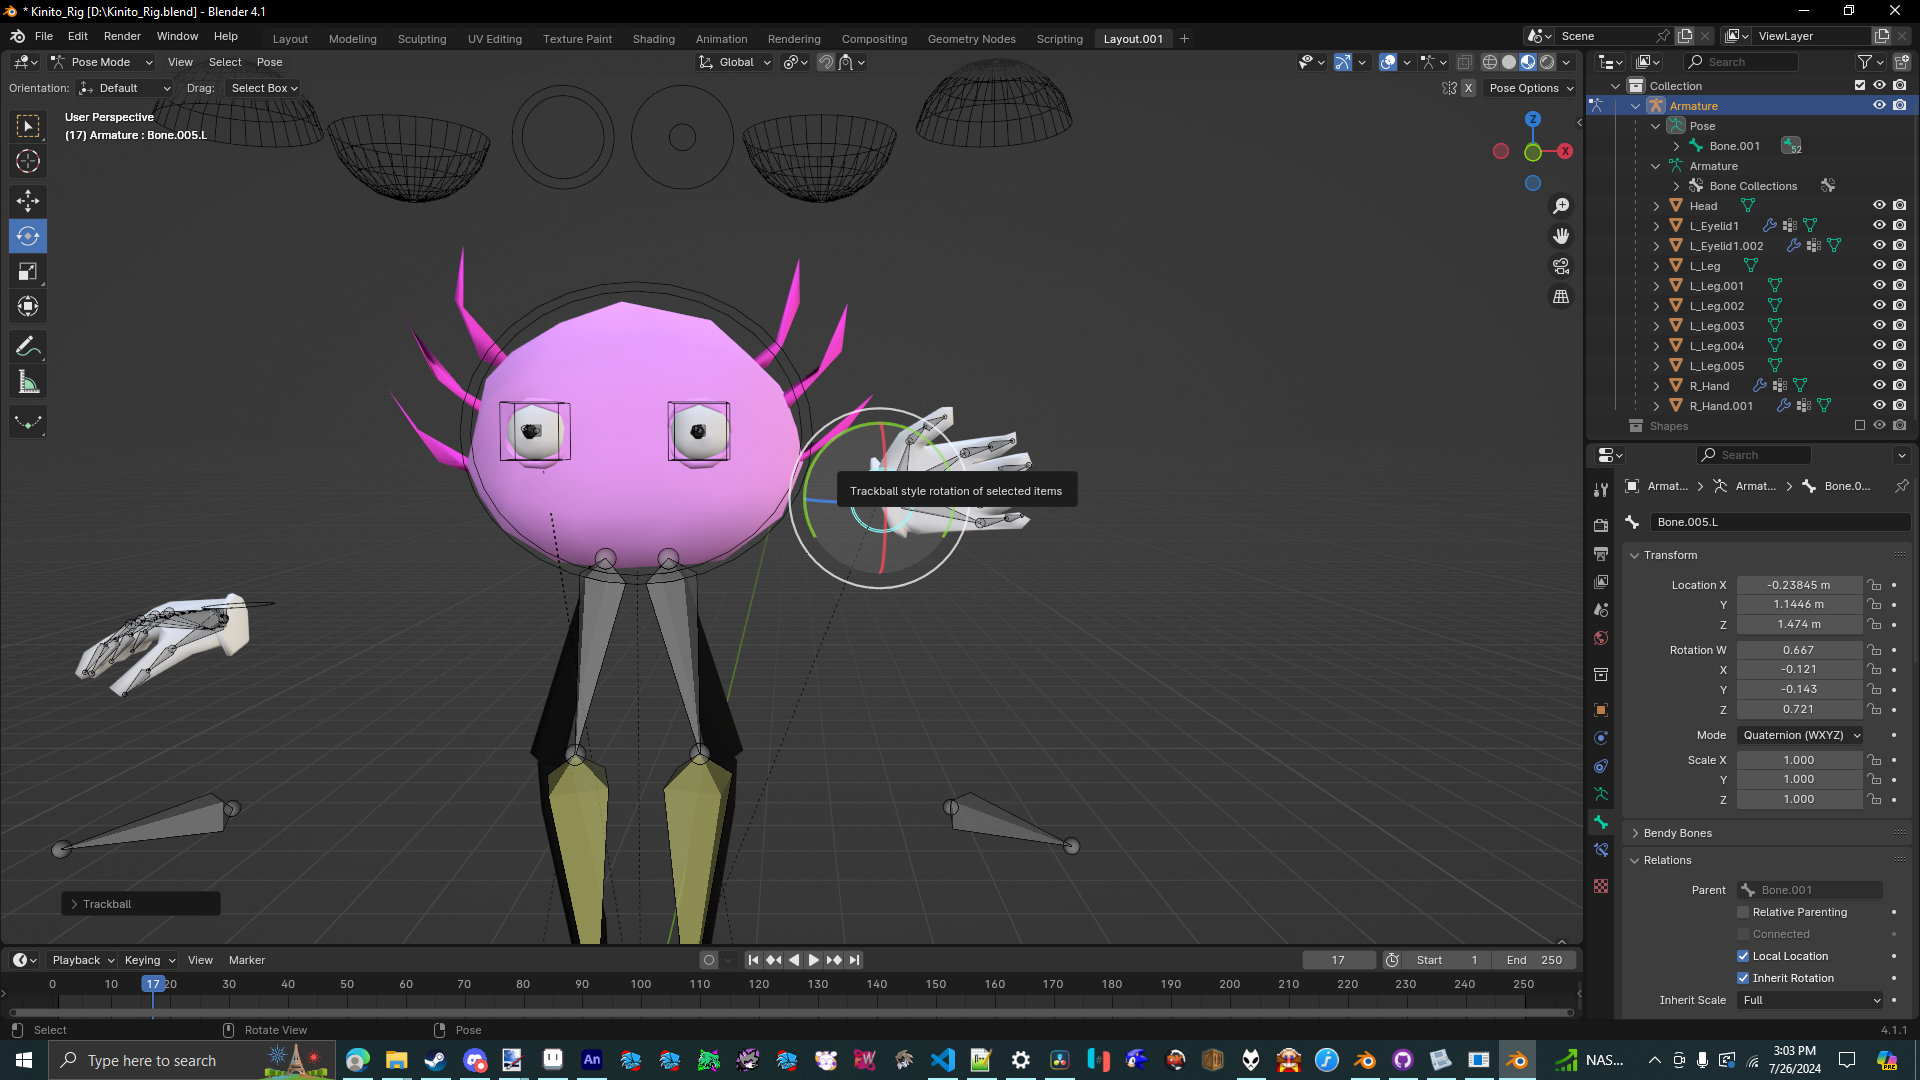 * Kinito_Rig [D:\Kinito_Rig.blend] - Blender 4.1
File Edit Render Window Help
Layout Modeling Sculpting UV Editing Texture Paint Shading Animation Rendering Compositing Geometry Nodes Scripting Layout.001 +
Scene
ViewLayer
Pose Mode View Select Pose
Global
Search
Orientation: Default Drag: Select Box
X Pose Options
User Perspective
(17) Armature : Bone.005.L
Z
X
Collection
Armature
Pose
Bone.001 52
Armature
Bone Collections
Head
L_Eyelid1
L_Eyelid1.002
L_Leg
L_Leg.001
L_Leg.002
L_Leg.003
L_Leg.004
L_Leg.005
R_Hand
R_Hand.001
Shapes
Search
Armat... > Armat... > Bone.0...
Bone.005.L
Trackball style rotation of selected items
Transform
Location X -0.23845 m
Y 1.1446 m
Z 1.474 m
Rotation W 0.667
X -0.121
Y -0.143
Z 0.721
Mode Quaternion (WXYZ)
Scale X 1.000
Y 1.000
Z 1.000
Bendy Bones
Relations
Parent Bone.001
Relative Parenting
Connected
Local Location
Inherit Rotation
Inherit Scale Full
> Trackball
Playback Keying View Marker
17 Start 1 End 250
0 10 17 20 30 40 50 60 70 80 90 100 110 120 130 140 150 160 170 180 190 200 210 220 230 240 250
Select Rotate View Pose
4.1.1
Type here to search
An
NAS...
3:03 PM
7/26/2024